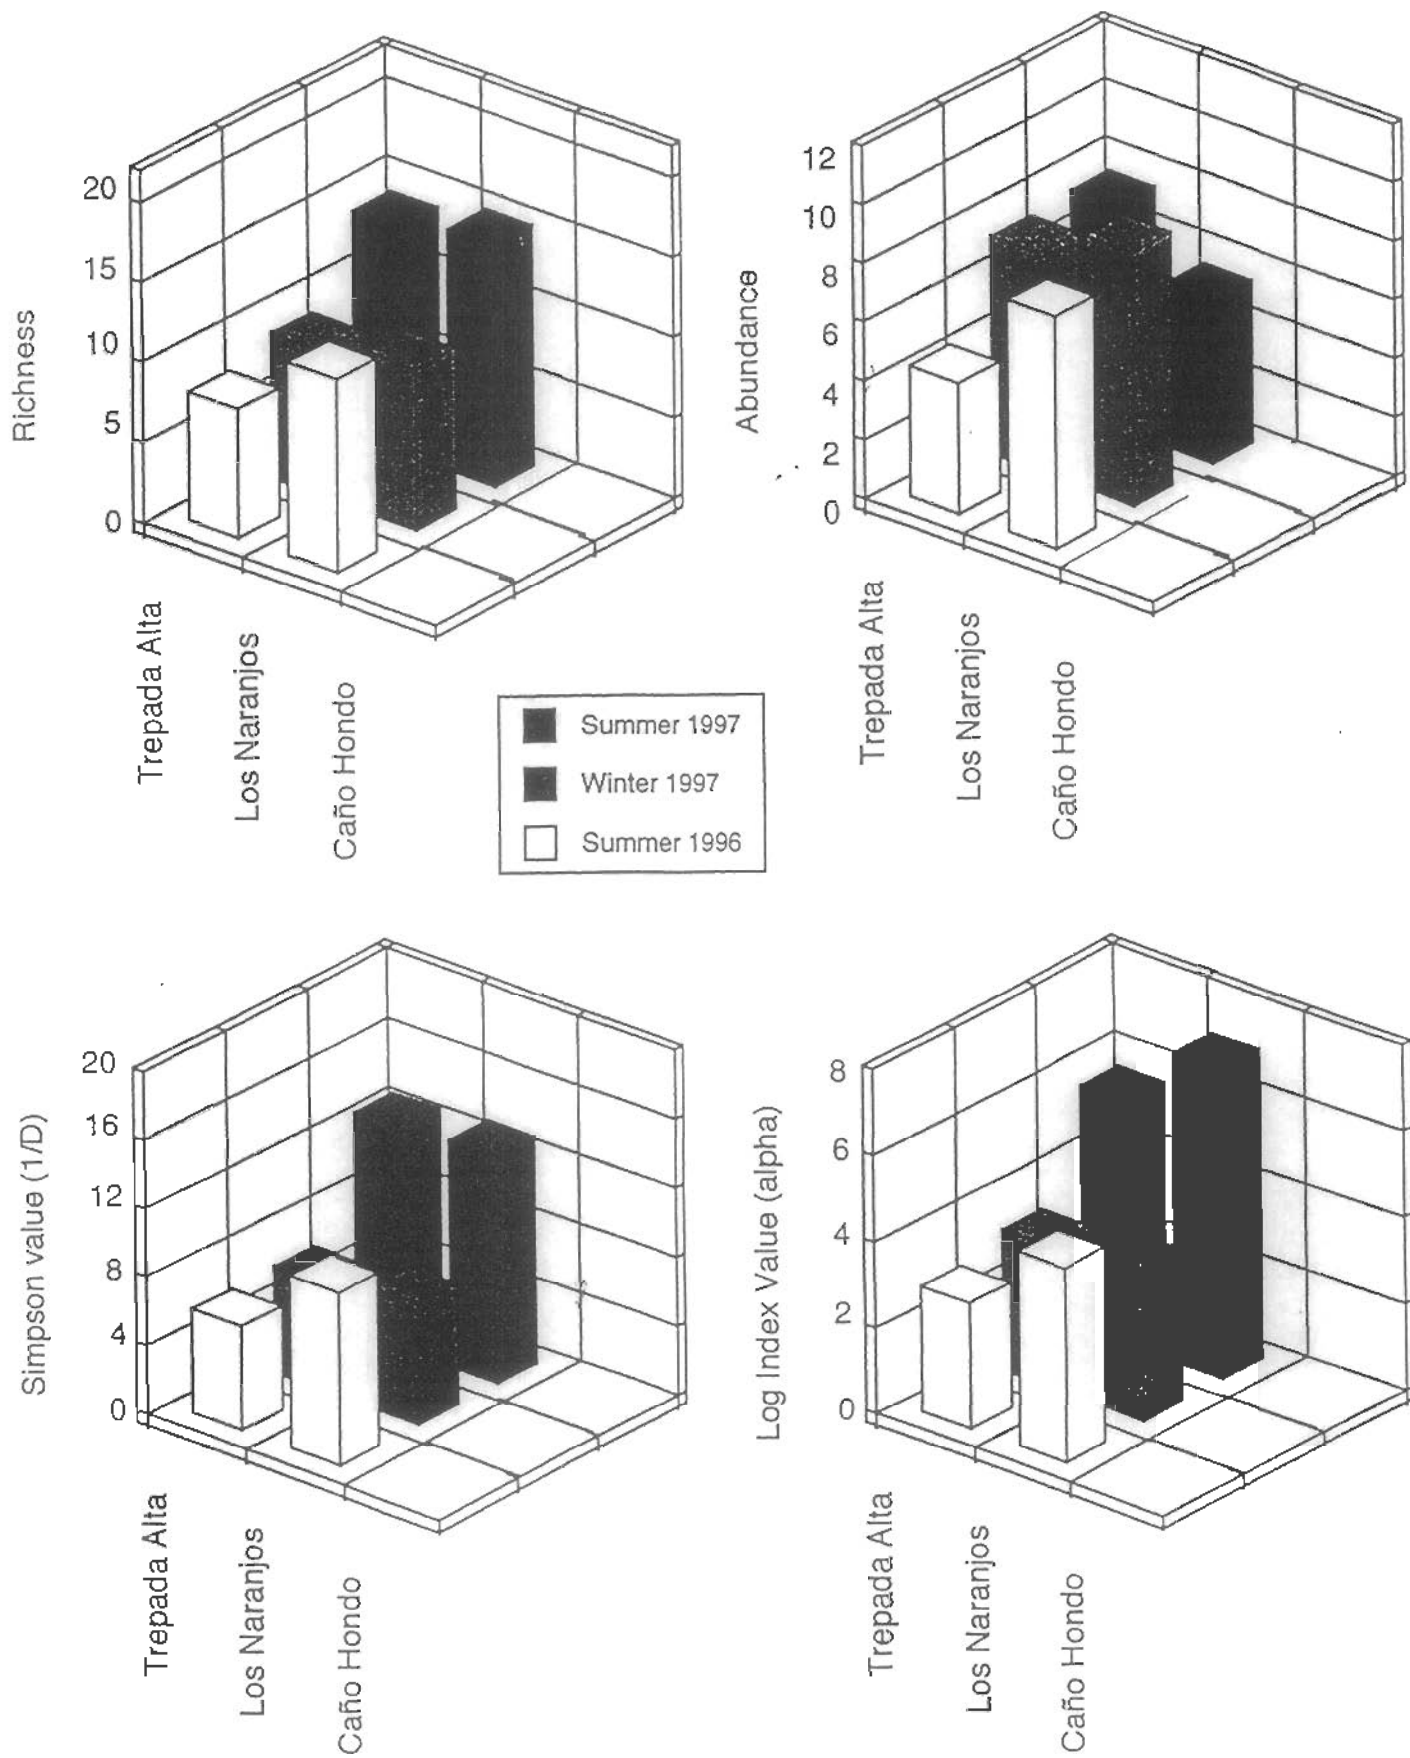 Richness
20
15
10
5
0
Trepada Alta
Los Naranjos
Caño Hondo
Abundance
12
10
8
6
4
2
0
Trepada Alta
Los Naranjos
Caño Hondo
Summer 1997
Winter 1997
Summer 1996
Simpson value (1/D)
20
16
12
8
4
0
Trepada Alta
Los Naranjos
Caño Hondo
Log Index Value (alpha)
8
6
4
2
0
Trepada Alta
Los Naranjos
Caño Hondo